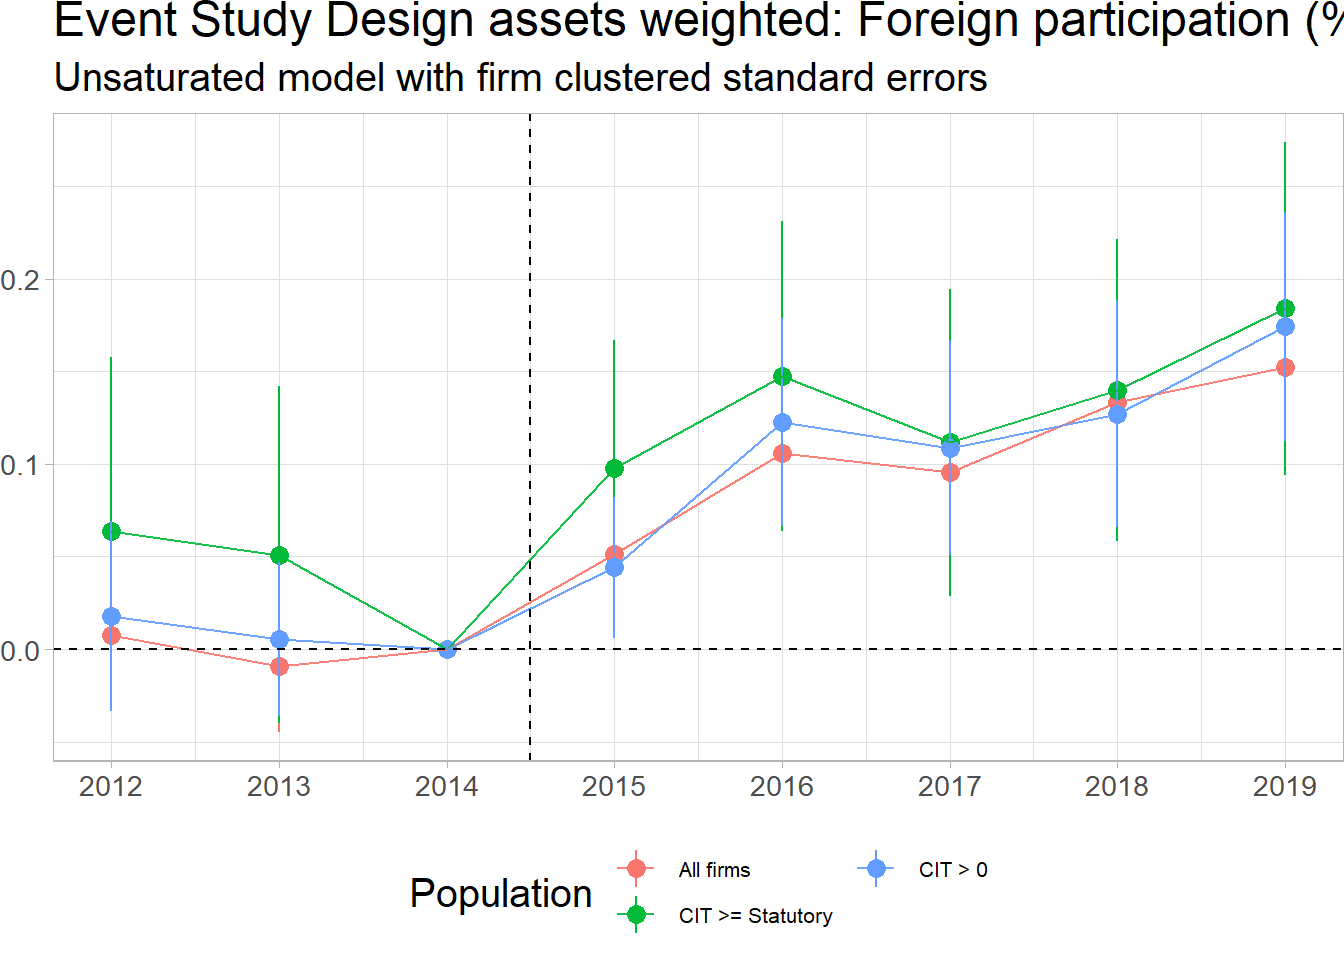 Event Study Design assets weighted: Foreign participation (%
Unsaturated model with firm clustered standard errors
0.2
0.1
0.0
2012 2013 2014 2015 2016 2017 2018 2019
Population
All firms
CIT > 0
CIT >= Statutory